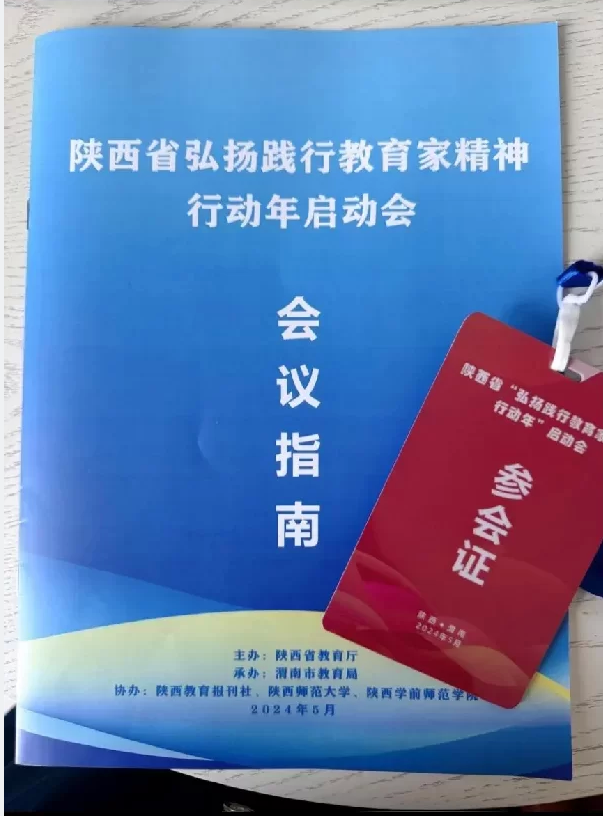 陕西省弘扬践行教育家精神
行动年启动会
会议指南
主办：陕西省教育厅
承办：渭南市教育局
协办：陕西教育报刊社、陕西师范大学、陕西学前师范学院
2024年5月
陕西省“弘扬践行教育家
行动年”启动会
参会证
陕西·渭南
2024年5月